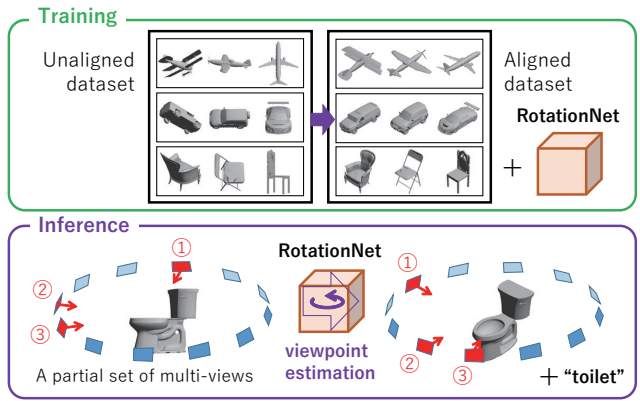 Training
Unaligned
dataset
Aligned
dataset
RotationNet
+
Inference
①
②
③
RotationNet
viewpoint
estimation
①
②
③
A partial set of multi-views
+ “toilet”